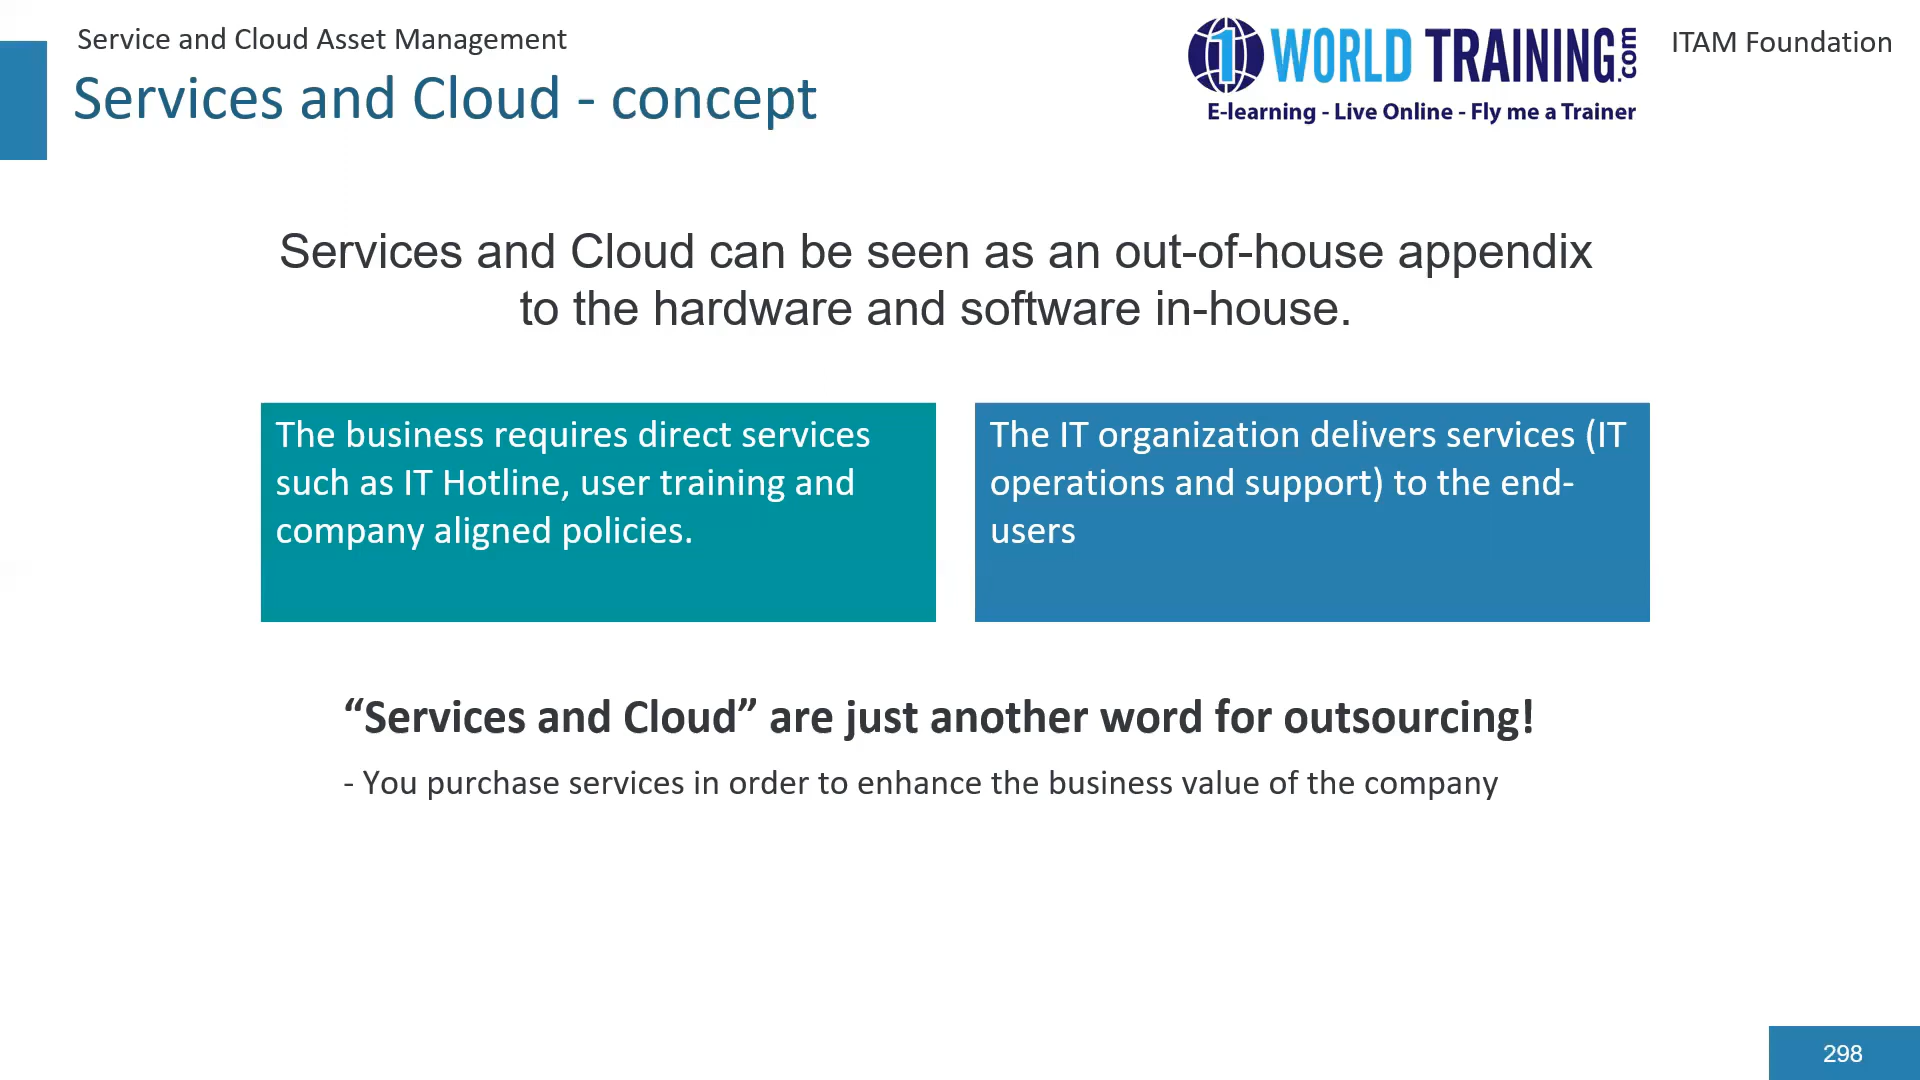 Service and Cloud Asset Management
Services and Cloud - concept
1 WORLD TRAINING.com
E-learning - Live Online - Fly me a Trainer
ITAM Foundation
Services and Cloud can be seen as an out-of-house appendix
to the hardware and software in-house.
The business requires direct services
such as IT Hotline, user training and
company aligned policies.
The IT organization delivers services (IT
operations and support) to the end-
users
“Services and Cloud” are just another word for outsourcing!
- You purchase services in order to enhance the business value of the company
298